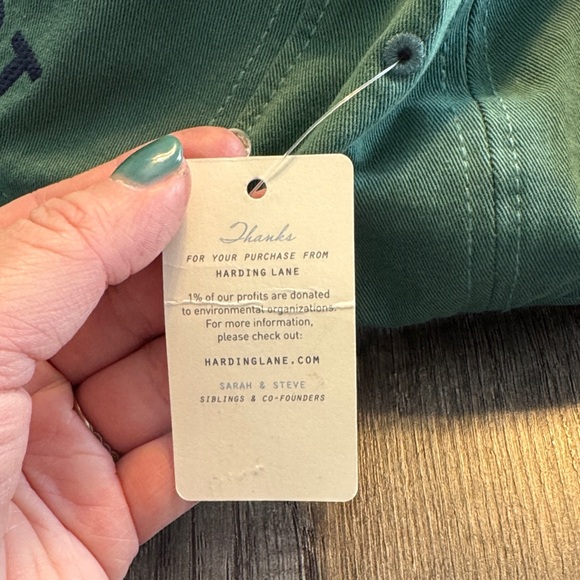 Thanks
FOR YOUR PURCHASE FROM
HARDING LANE
1% of our profits are donated
to environmental organizations.
For more information,
please check out:
HARDINGLANE.COM
SARAH & STEVE
SIBLINGS & CO-FOUNDERS